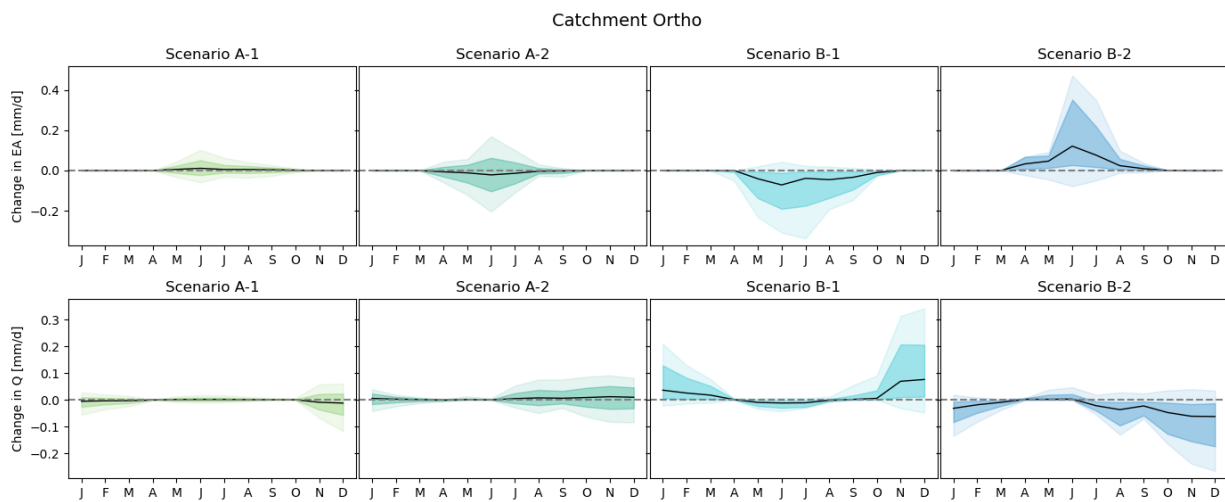 Catchment Ortho
Scenario A-1 Scenario A-2 Scenario B-1 Scenario B-2
Change in EA [mm/d]
0.4
0.2
0.0
−0.2
J F M A M J J A S O N D J F M A M J J A S O N D J F M A M J J A S O N D J F M A M J J A S O N D
Scenario A-1 Scenario A-2 Scenario B-1 Scenario B-2
Change in Q [mm/d]
0.3
0.2
0.1
0.0
−0.1
−0.2
J F M A M J J A S O N D J F M A M J J A S O N D J F M A M J J A S O N D J F M A M J J A S O N D